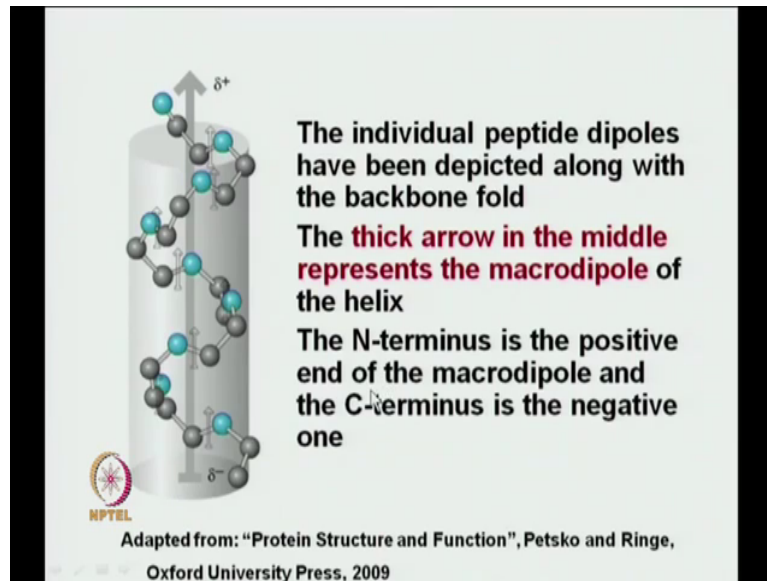 δ+
The individual peptide dipoles
have been depicted along with
the backbone fold
The thick arrow in the middle
represents the macrodipole of
the helix
The N-terminus is the positive
end of the macrodipole and
the C-terminus is the negative
one
δ−
NPTEL
Adapted from: "Protein Structure and Function", Petsko and Ringe,
Oxford University Press, 2009